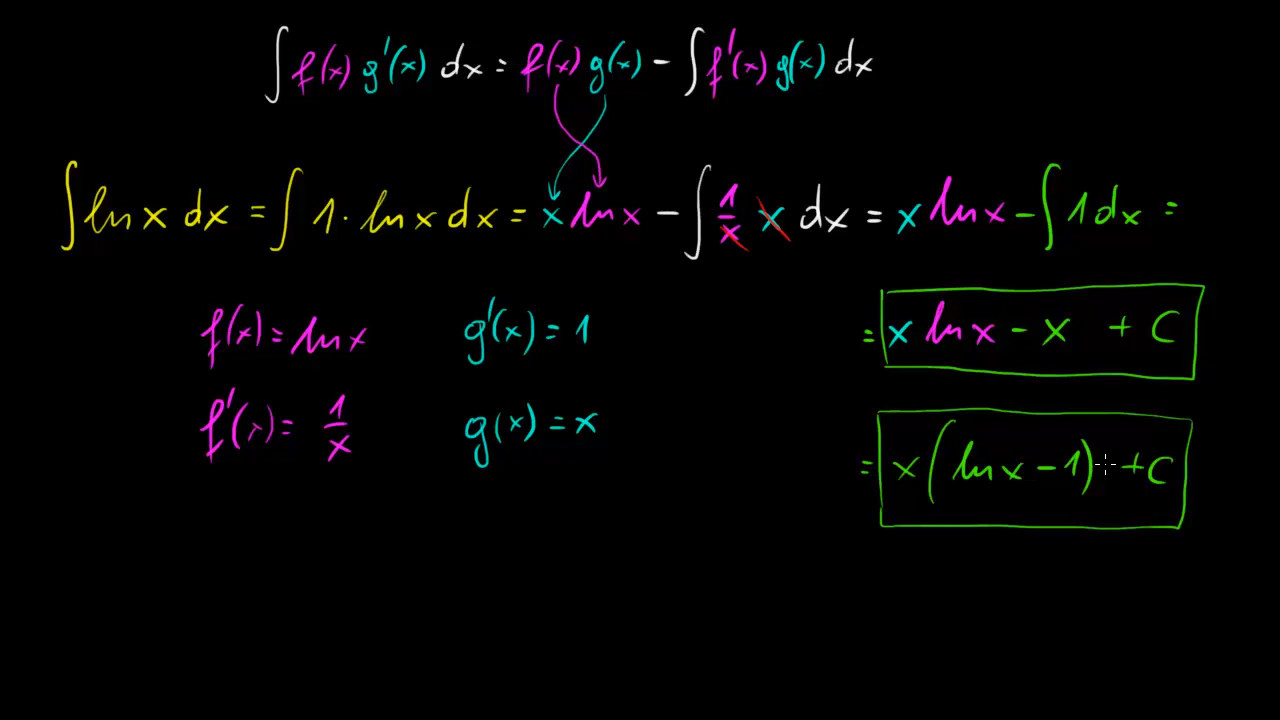 ∫ f(x) g'(x) dx = f(x) g(x) - ∫ f'(x) g(x) dx
∫ ln x dx = ∫ 1 · ln x dx = x ln x - ∫ 1/x x dx = x ln x - ∫ 1 dx =
f(x) = ln x g'(x) = 1
= x ln x - x + C
f'(x) = 1/x g(x) = x
= x (ln x - 1) + C